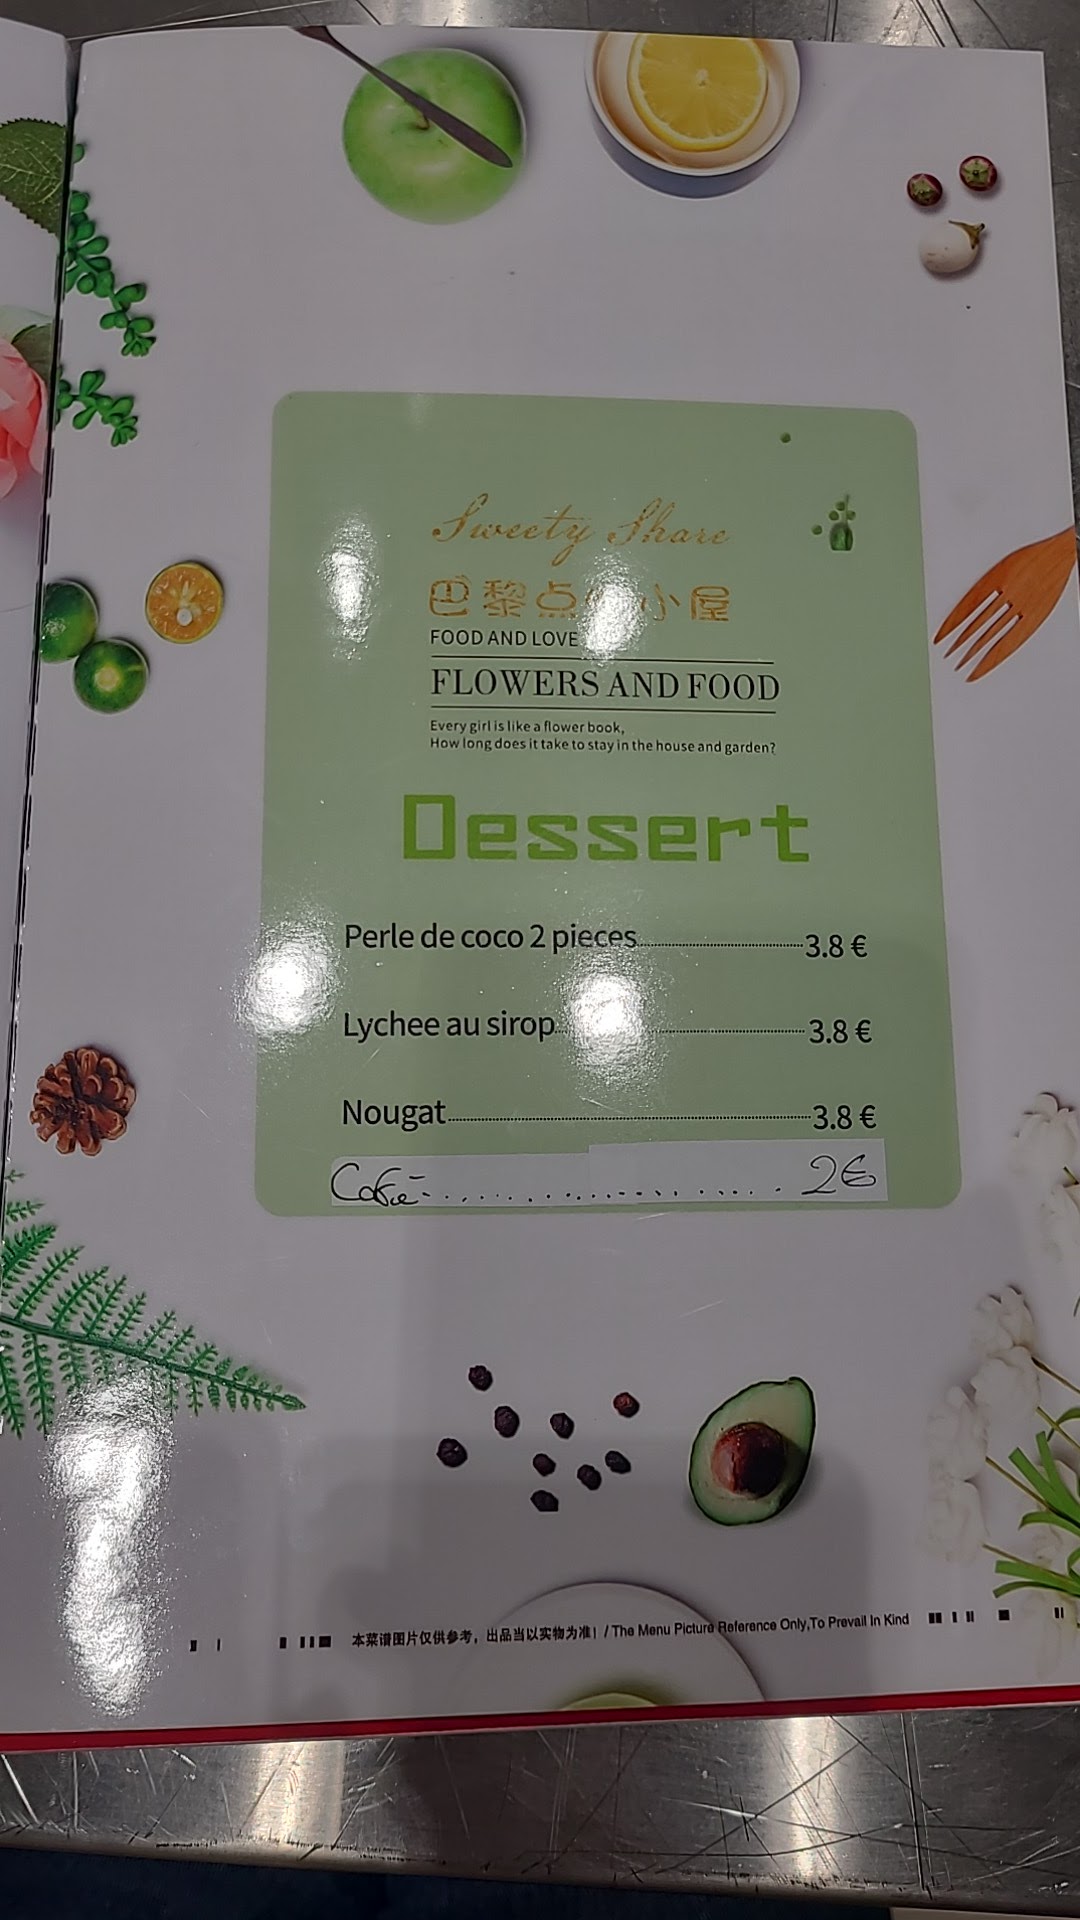 Sweety Share
巴黎点心小屋
FOOD AND LOVE
FLOWERS AND FOOD
Every girl is like a flower book,
How long does it take to stay in the house and garden?
Dessert
Perle de coco 2 pieces 3.8 €
Lychee au sirop 3.8 €
Nougat 3.8 €
Café 2€
本菜谱图片仅供参考，出品当以实物为准！/ The Menu Picture Reference Only,To Prevail In Kind